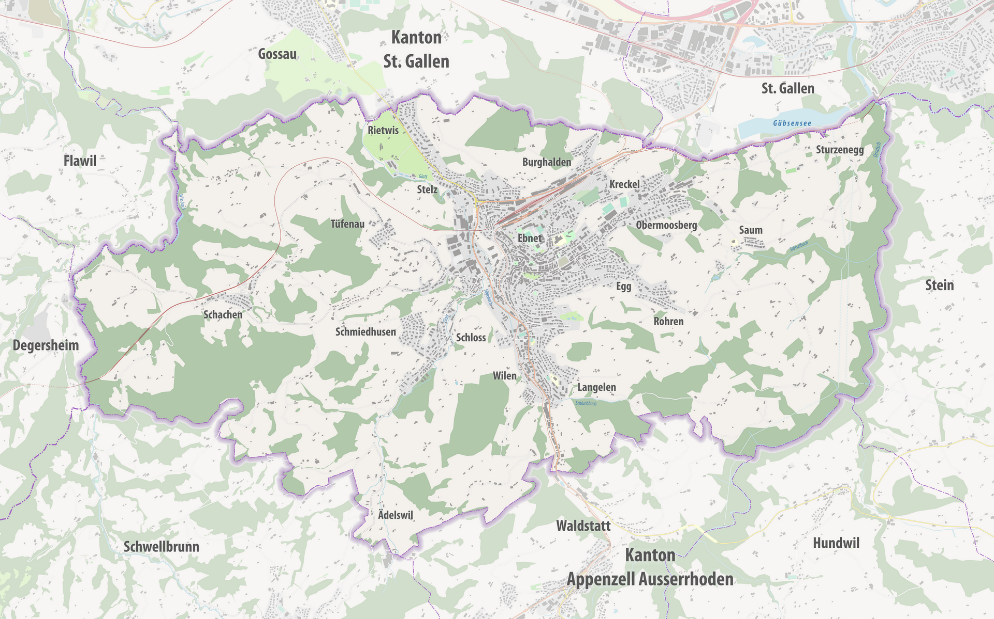 Kanton
St. Gallen
Gossau
St. Gallen
Gübsensee
Rietwis
Sturzenegg
Flawil
Burghalden
Stelz
Kreckel
Tüfenau
Obermoosberg
Saum
Ebnet
Stein
Egg
Schachen
Rohren
Schmiedhusen
Schloss
Degersheim
Wilen
Langelen
Ädelswil
Waldstatt
Schwellbrunn
Hundwil
Kanton
Appenzell Ausserrhoden